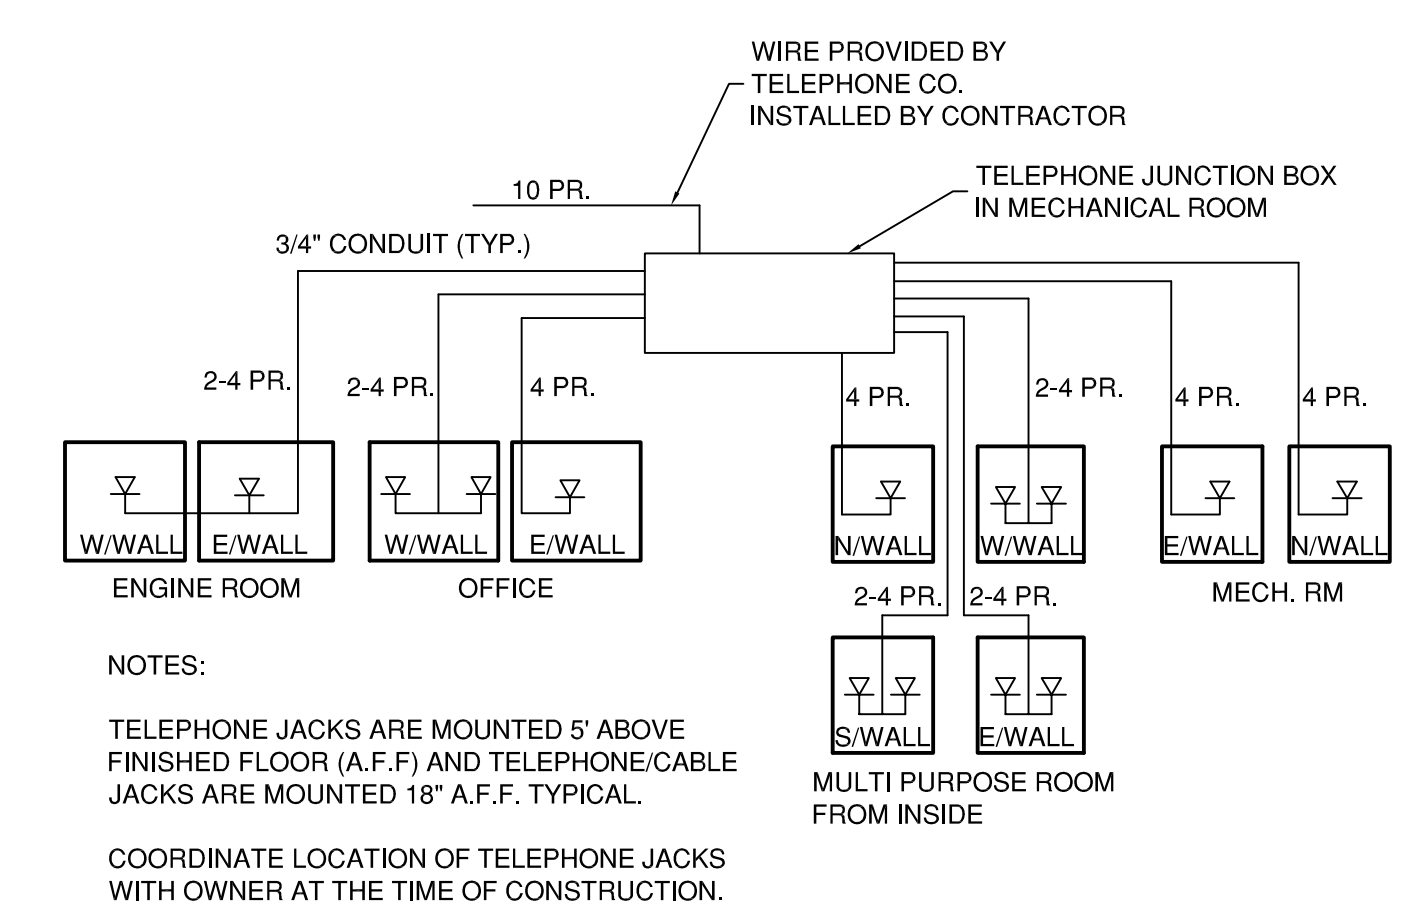 WIRE PROVIDED BY
TELEPHONE CO.
INSTALLED BY CONTRACTOR
TELEPHONE JUNCTION BOX
IN MECHANICAL ROOM
10 PR.
3/4" CONDUIT (TYP.)
2-4 PR.
2-4 PR.
4 PR.
4 PR.
2-4 PR.
4 PR.
4 PR.
W/WALL
E/WALL
W/WALL
E/WALL
N/WALL
W/WALL
E/WALL
N/WALL
ENGINE ROOM
OFFICE
MECH. RM
2-4 PR.
2-4 PR.
S/WALL
E/WALL
MULTI PURPOSE ROOM
FROM INSIDE
NOTES:
TELEPHONE JACKS ARE MOUNTED 5' ABOVE
FINISHED FLOOR (A.F.F) AND TELEPHONE/CABLE
JACKS ARE MOUNTED 18" A.F.F. TYPICAL.
COORDINATE LOCATION OF TELEPHONE JACKS
WITH OWNER AT THE TIME OF CONSTRUCTION.